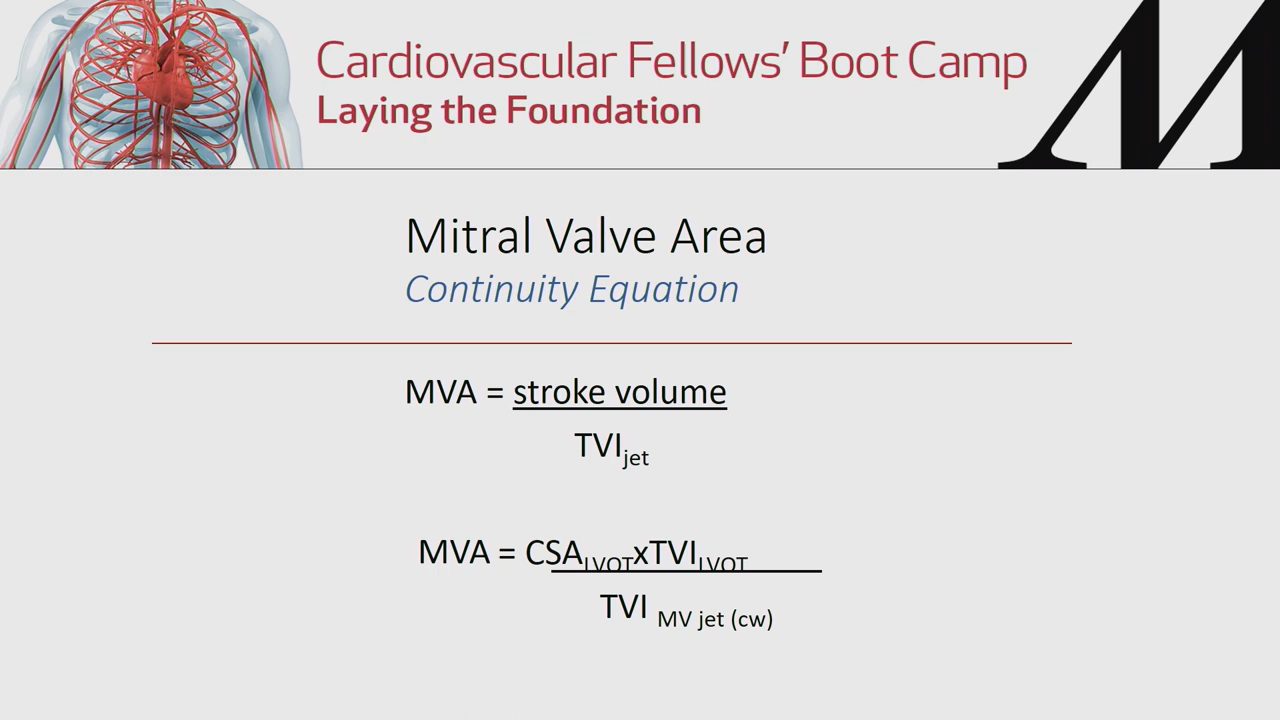 Cardiovascular Fellows' Boot Camp
Laying the Foundation
M
Mitral Valve Area
Continuity Equation
MVA = stroke volume
TVIjet
MVA = CSALVOTxTVILVOT
TVI MV jet (cw)